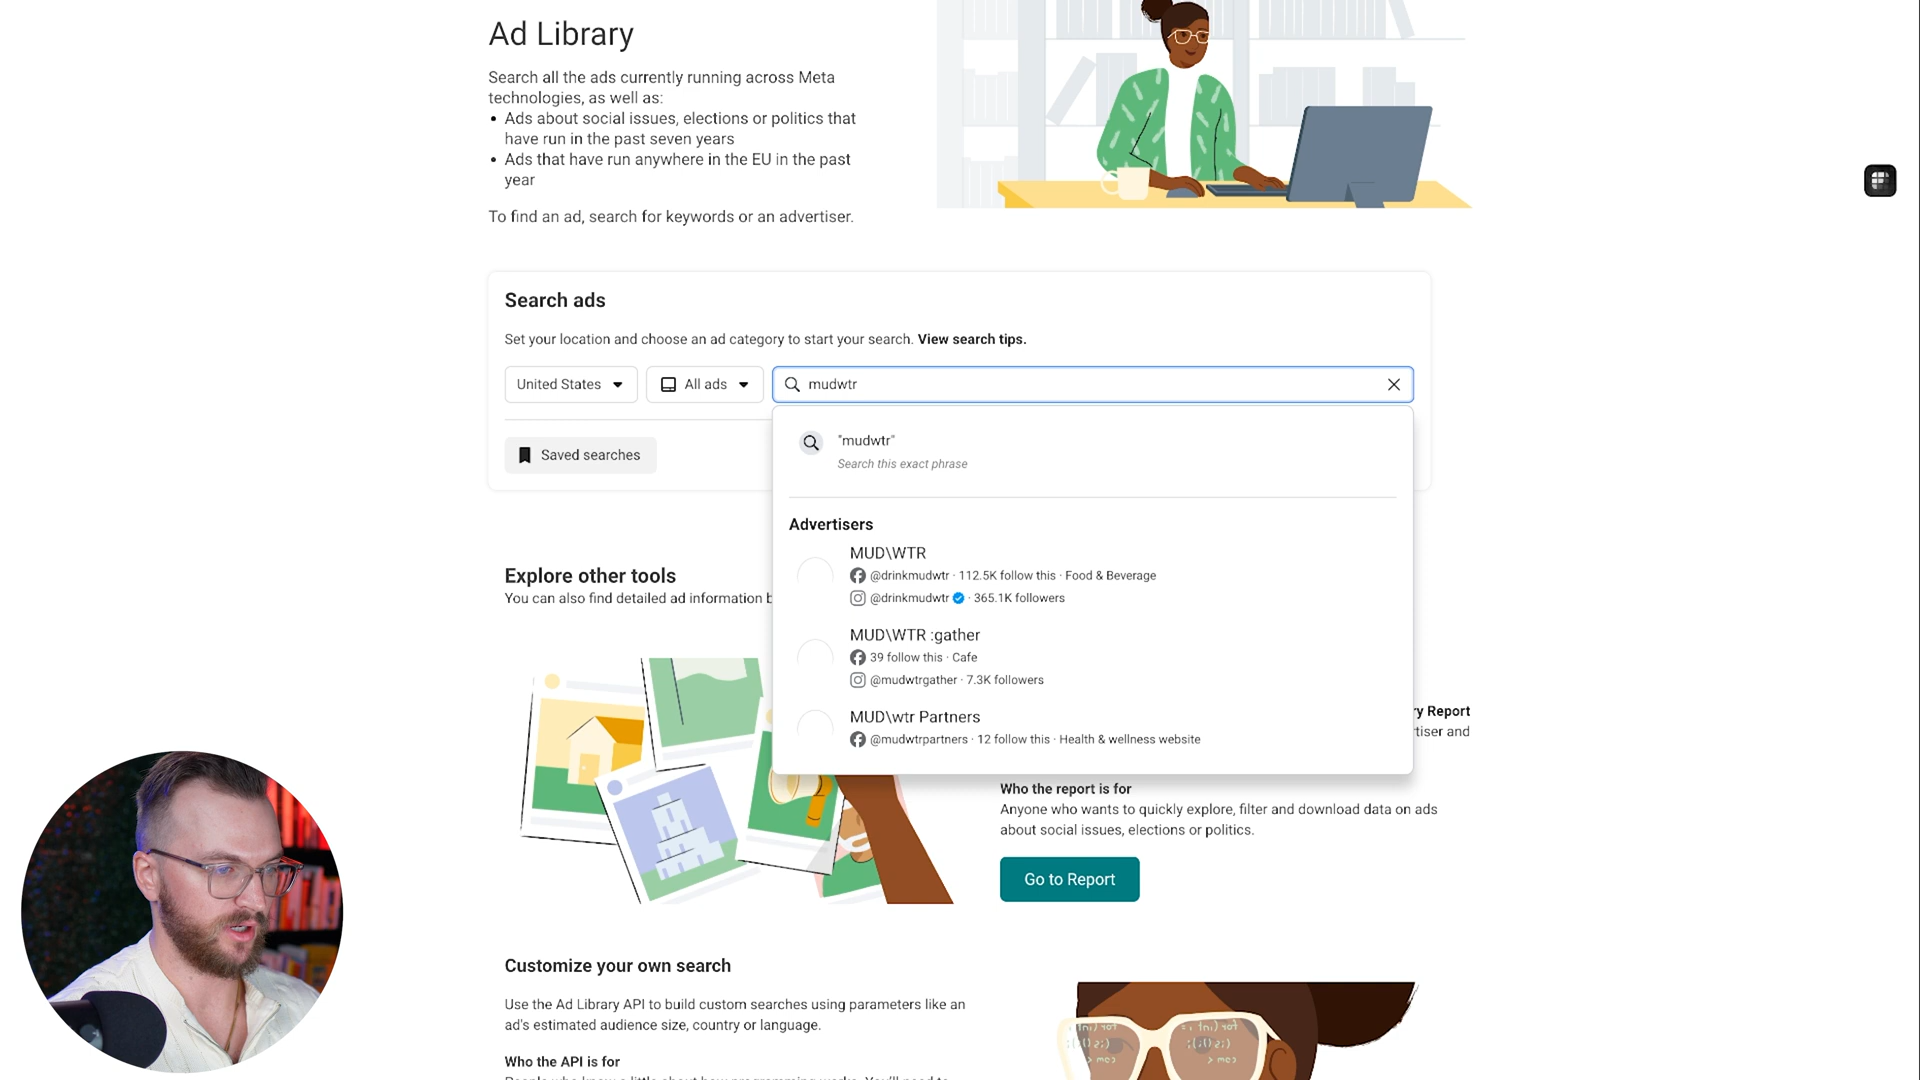 Ad Library
Search all the ads currently running across Meta
technologies, as well as:
• Ads about social issues, elections or politics that
have run in the past seven years
• Ads that have run anywhere in the EU in the past
year
To find an ad, search for keywords or an advertiser.
Search ads
Set your location and choose an ad category to start your search. View search tips.
United States
All ads
mudwtr
Saved searches
"mudwtr"
Search this exact phrase
Advertisers
MUD\WTR
@drinkmudwtr · 112.5K follow this · Food & Beverage
@drinkmudwtr · 365.1K followers
MUD\WTR :gather
39 follow this · Cafe
@mudwtrgather · 7.3K followers
MUD\wtr Partners
@mudwtrpartners · 12 follow this · Health & wellness website
Explore other tools
You can also find detailed ad information
Report
and
Who the report is for
Anyone who wants to quickly explore, filter and download data on ads
about social issues, elections or politics.
Go to Report
Customize your own search
Use the Ad Library API to build custom searches using parameters like an
ad's estimated audience size, country or language.
Who the API is for